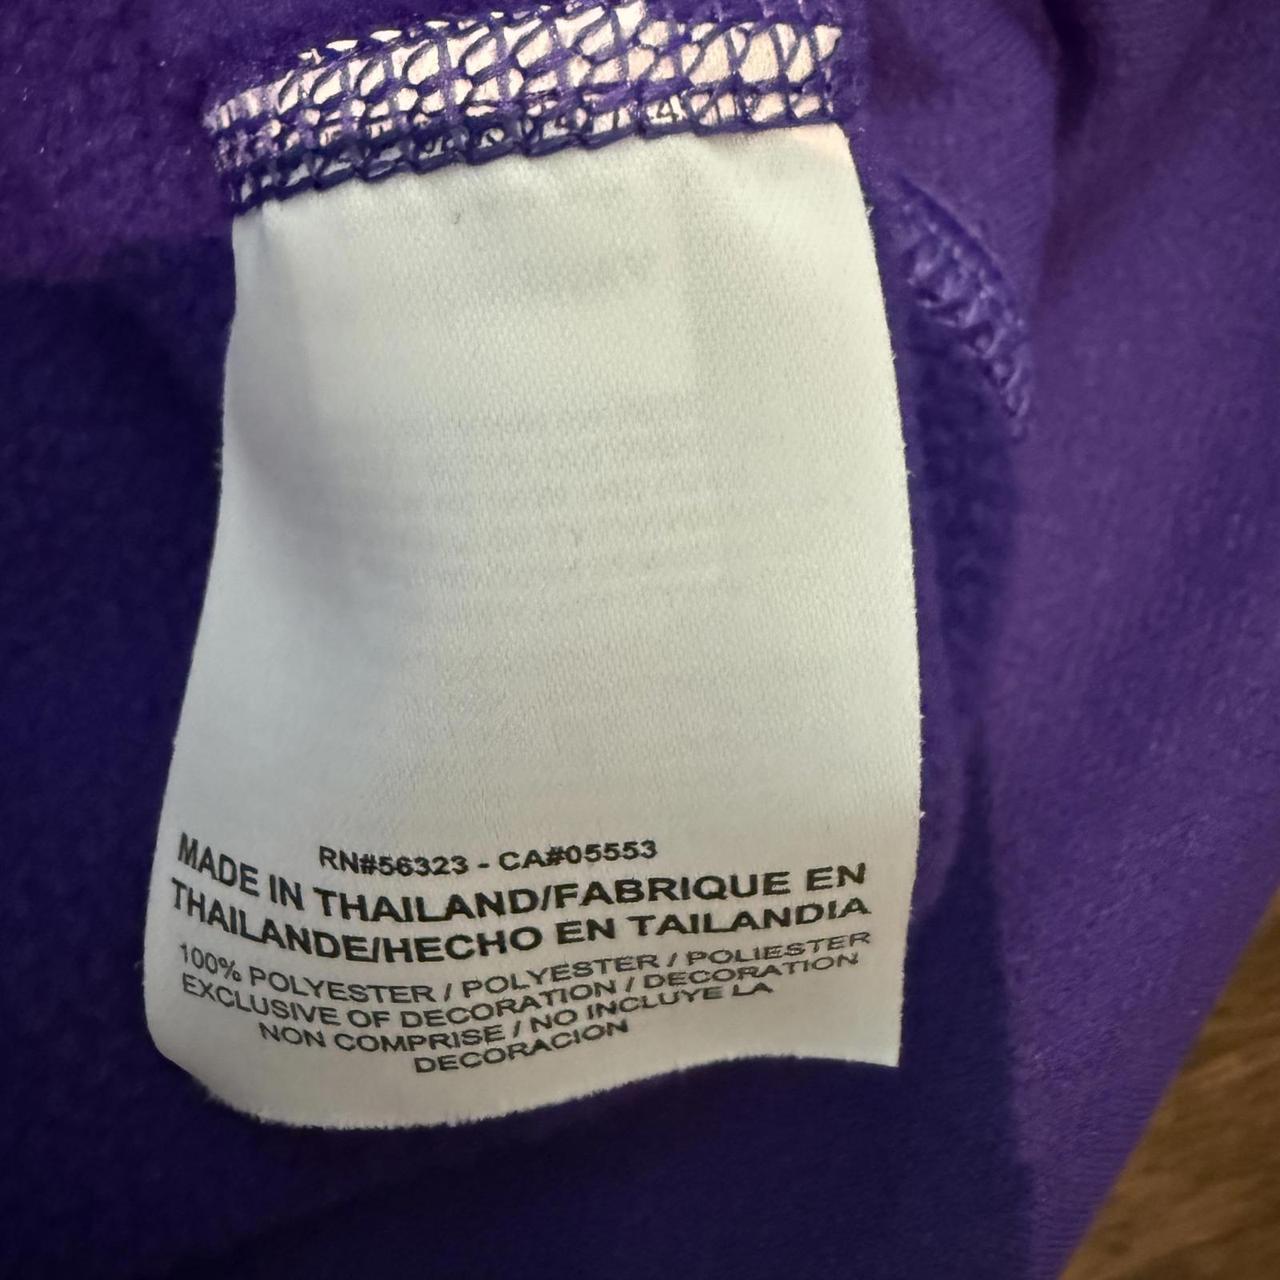 RN#56323 - CA#05553
MADE IN THAILAND/FABRIQUE EN
THAILANDE/HECHO EN TAILANDIA
100% POLYESTER / POLYESTER / POLIESTER
EXCLUSIVE OF DECORATION / DECORATION
NON COMPRISE / NO INCLUYE LA
DECORACION